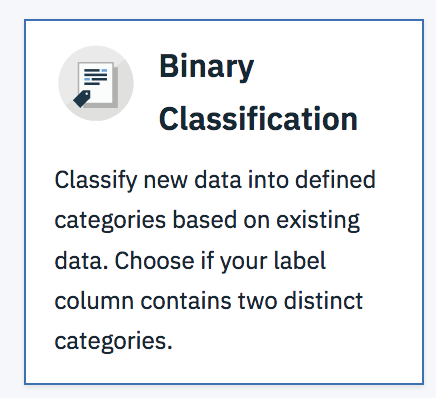 Binary
Classification
Classify new data into defined
categories based on existing
data. Choose if your label
column contains two distinct
categories.